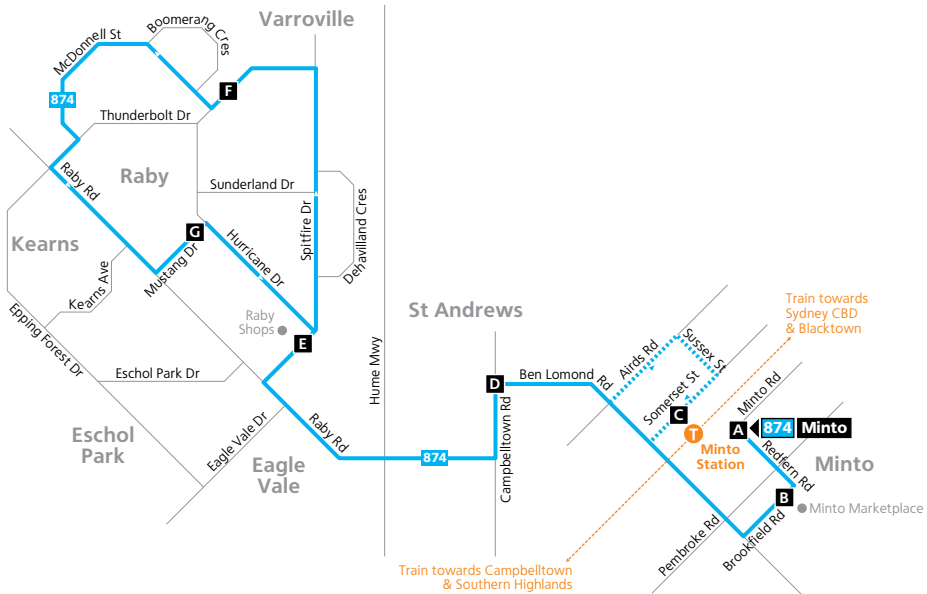 Varroville
Boomerang
Cres
McDonnell St
F
874
Thunderbolt Dr
Raby
Sunderland Dr
Raby Rd
Spitfire Dr
Dehavilland Cres
G
Kearns
Hurricane Dr
Mustang Dr
Kearns Ave
Raby
Shops
E
Epping Forest Dr
Eschol Park Dr
Hume Mwy
St Andrews
Train towards
Sydney CBD
& Blacktown
Airds Rd
Sussex St
D
Ben Lomond
Rd
Somerset St
Minto Rd
C
T
Minto
Station
A
874
Minto
Redfern Rd
Minto
B
Minto Marketplace
Eschol
Park
Eagle Vale Dr
Raby Rd
Eagle
Vale
874
Campbelltown Rd
Pembroke Rd
Brookfield Rd
Train towards Campbelltown
& Southern Highlands